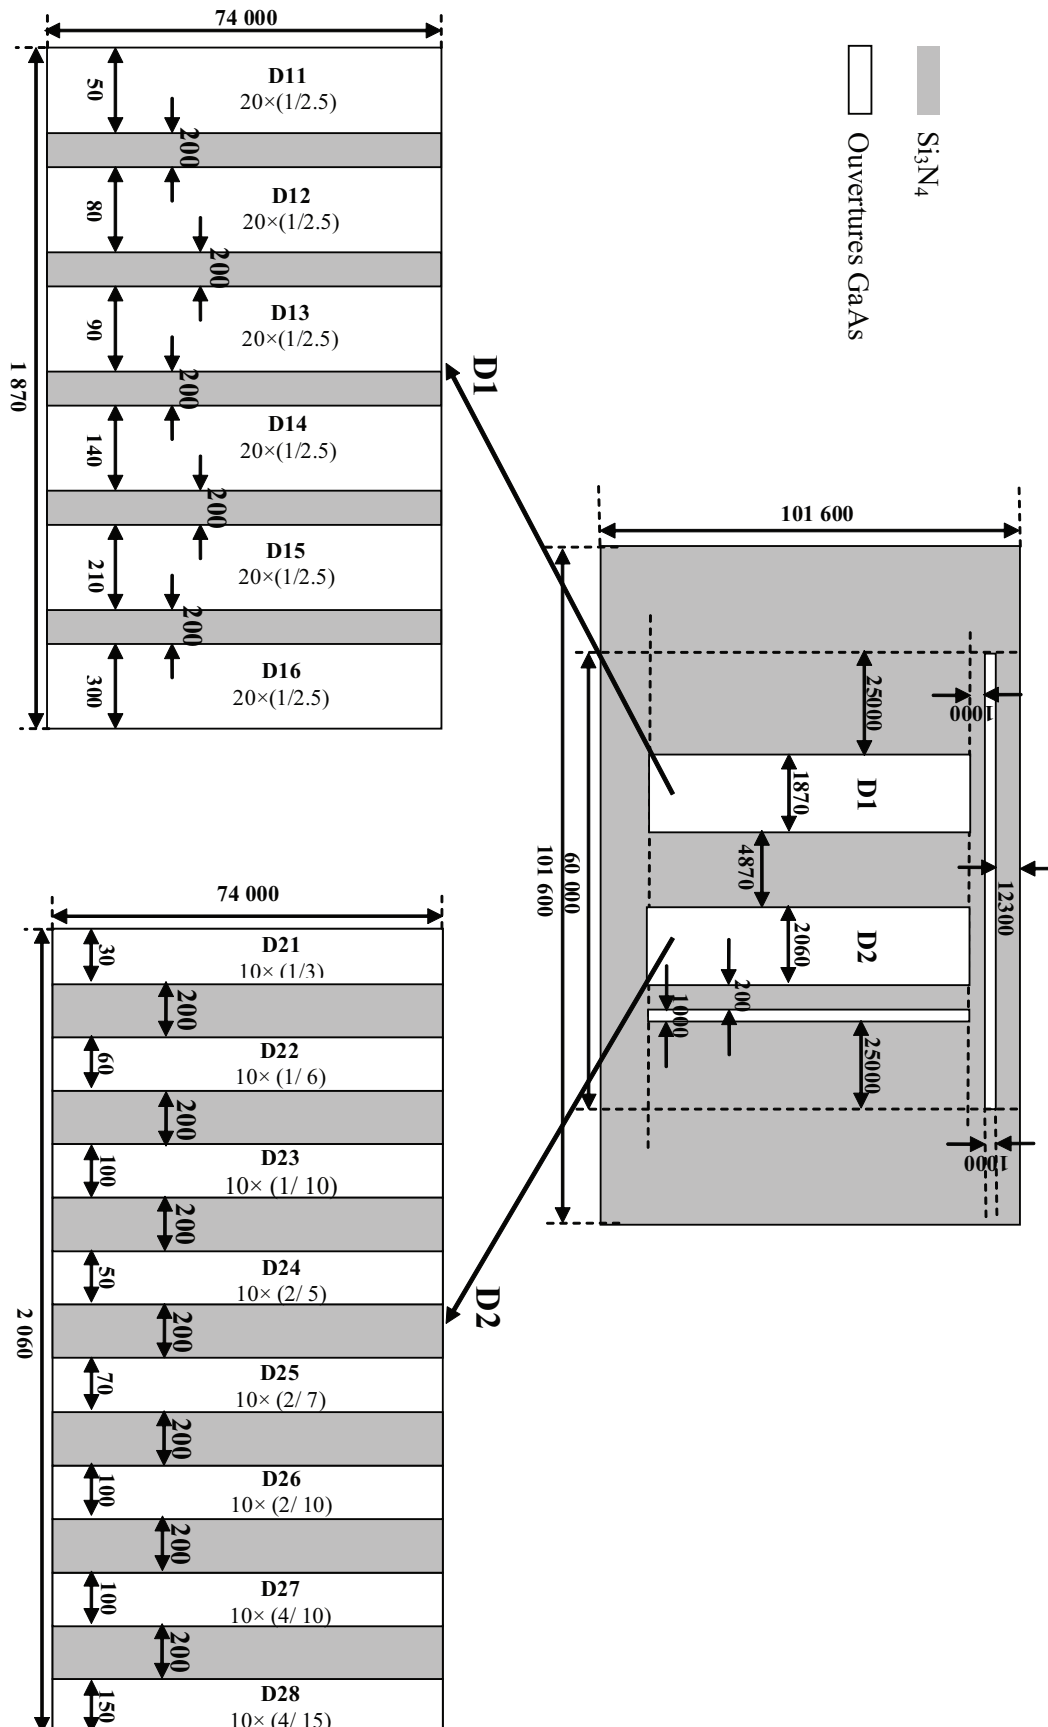 74 000
D11
20×(1/2.5)
50
200
D12
20×(1/2.5)
80
200
D13
20×(1/2.5)
90
200
D14
20×(1/2.5)
140
200
D15
20×(1/2.5)
210
200
D16
20×(1/2.5)
300
1 870
Si₃N₄
Ouvertures GaAs
D1
101 600
25000
1000
D1
1870
4870
60 000
101 600
12300
D2
2060
200
1000
25000
1000
D2
74 000
D21
10× (1/3)
30
200
D22
10× (1/ 6)
60
200
D23
10× (1/ 10)
100
200
D24
10× (2/ 5)
50
200
D25
10× (2/ 7)
70
200
D26
10× (2/ 10)
100
200
D27
10× (4/ 10)
100
200
D28
10× (4/ 15)
150
2 060